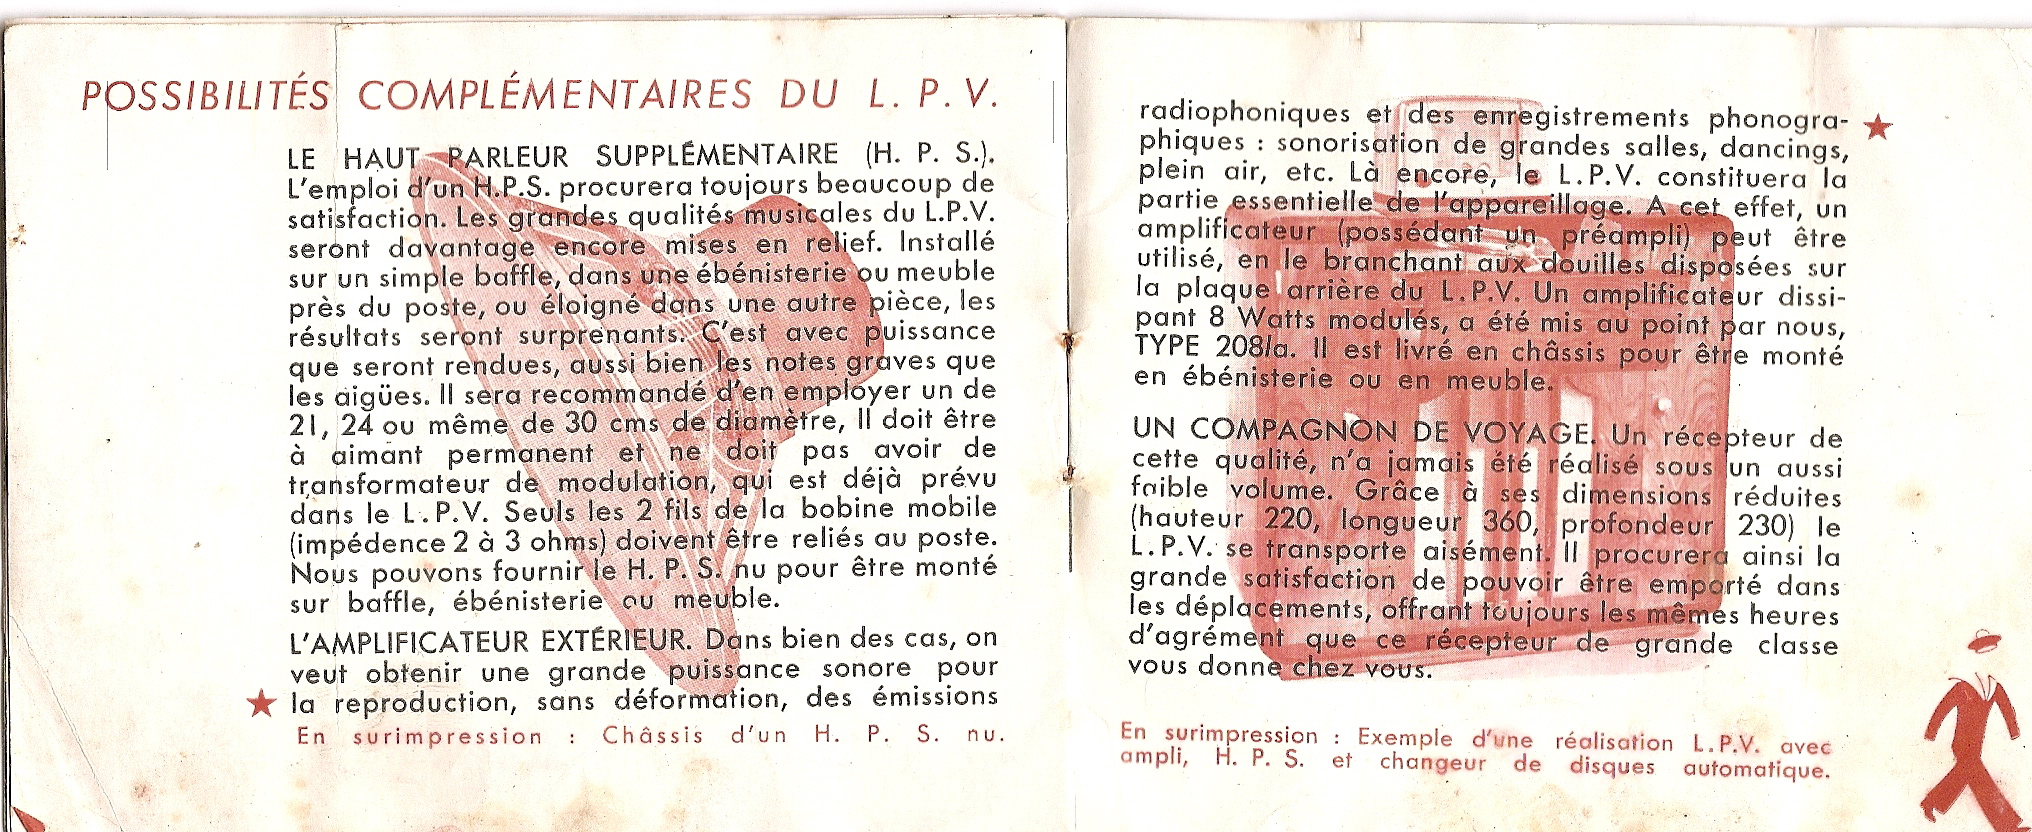 POSSIBILITÉS COMPLÉMENTAIRES DU L. P. V.
LE HAUT PARLEUR SUPPLÉMENTAIRE (H. P. S.).
L'emploi d'un H.P.S. procurera toujours beaucoup de
satisfaction. Les grandes qualités musicales du L.P.V.
seront davantage encore mises en relief. Installé
sur un simple baffle, dans une ébénisterie ou meuble
près du poste, ou éloigné dans une autre pièce, les
résultats seront surprenants. C'est avec puissance
que seront rendues, aussi bien les notes graves que
les aigües. Il sera recommandé d'en employer un de
21, 24 ou même de 30 cms de diamètre, Il doit être
à aimant permanent et ne doit pas avoir de
transformateur de modulation, qui est déjà prévu
dans le L.P.V. Seuls les 2 fils de la bobine mobile
(impédence 2 à 3 ohms) doivent être reliés au poste.
Nous pouvons fournir le H. P. S. nu pour être monté
sur baffle, ébénisterie ou meuble.
L'AMPLIFICATEUR EXTÉRIEUR. Dans bien des cas, on
veut obtenir une grande puissance sonore pour
★ la reproduction, sans déformation, des émissions
En surimpression : Châssis d'un H. P. S. nu.
radiophoniques et des enregistrements phonogra- ★
phiques : sonorisation de grandes salles, dancings,
plein air, etc. Là encore, le L.P.V. constituera la
partie essentielle de l'appareillage. A cet effet, un
amplificateur (possédant un préampli) peut être
utilisé, en le branchant aux douilles disposées sur
la plaque arrière du L.P.V. Un amplificateur dissi-
pant 8 Watts modulés, a été mis au point par nous,
TYPE 208/a. Il est livré en châssis pour être monté
en ébénisterie ou en meuble.
UN COMPAGNON DE VOYAGE. Un récepteur de
cette qualité, n'a jamais été réalisé sous un aussi
faible volume. Grâce à ses dimensions réduites
(hauteur 220, longueur 360, profondeur 230) le
L.P.V. se transporte aisément. Il procurera ainsi la
grande satisfaction de pouvoir être emporté dans
les déplacements, offrant toujours les mêmes heures
d'agrément que ce récepteur de grande classe
vous donne chez vous.
En surimpression : Exemple d'une réalisation L.P.V. avec
ampli, H. P. S. et changeur de disques automatique.